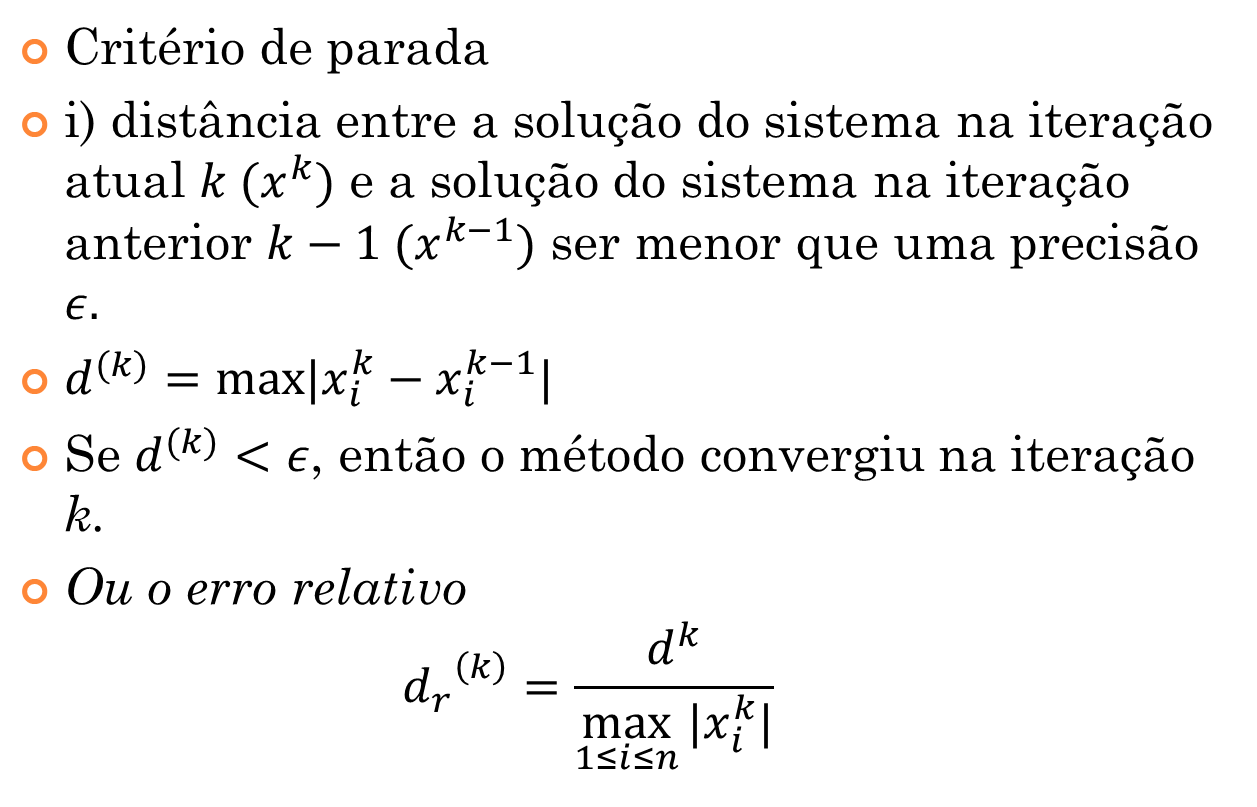 Critério de parada
i) distância entre a solução do sistema na iteração
atual k (x^k) e a solução do sistema na iteração
anterior k − 1 (x^{k−1}) ser menor que uma precisão
ϵ.
d^{(k)} = max|x_i^k − x_i^{k−1}|
Se d^{(k)} < ϵ, então o método convergiu na iteração
k.
Ou o erro relativo
d_r^{(k)} = \frac{d^k}{\max_{1≤i≤n} |x_i^k|}